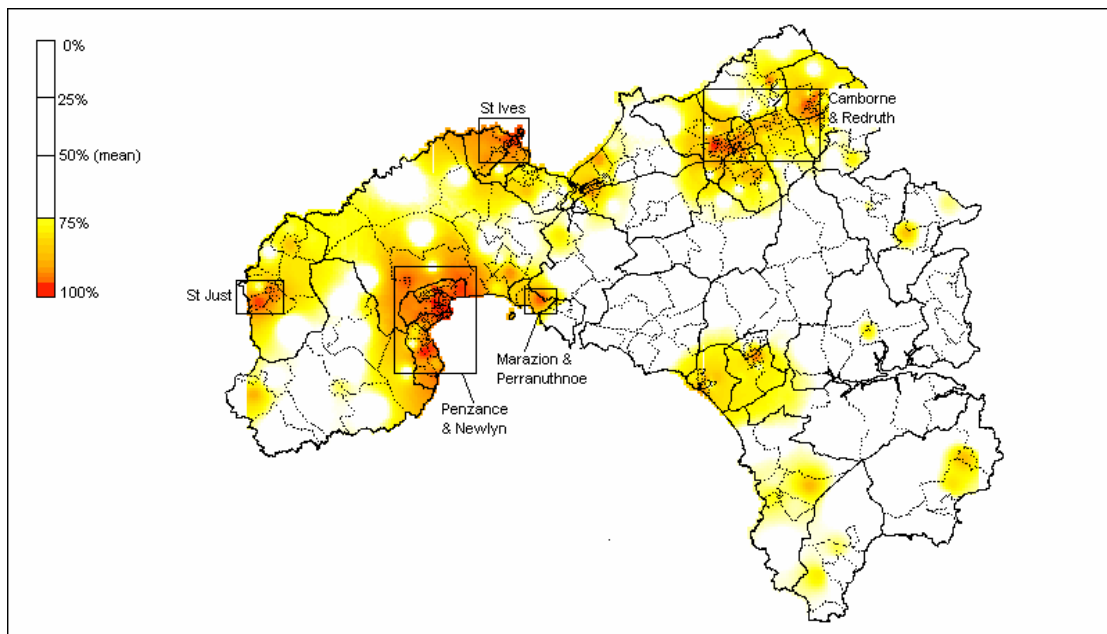 0%
25%
50% (mean)
75%
100%
St Ives
Camborne
& Redruth
St Just
Marazion &
Perranuthnoe
Penzance
& Newlyn